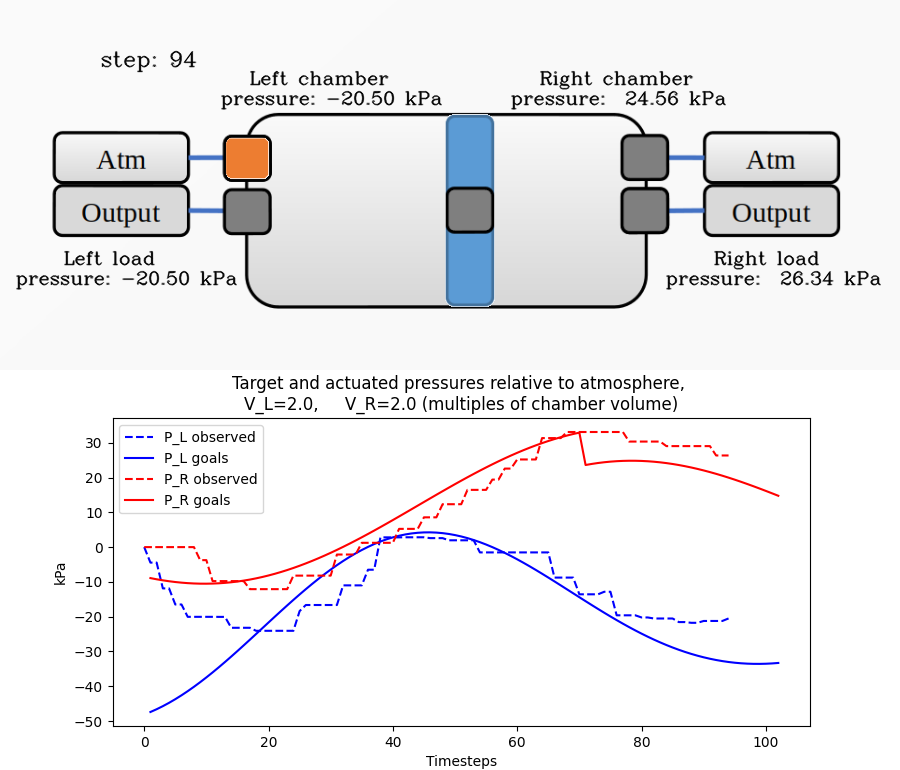 step: 94
Left chamber
pressure: −20.50 kPa
Right chamber
pressure: 24.56 kPa
Atm
Output
Atm
Output
Left load
pressure: −20.50 kPa
Right load
pressure: 26.34 kPa
Target and actuated pressures relative to atmosphere,
V_L=2.0, V_R=2.0 (multiples of chamber volume)
P_L observed
P_L goals
P_R observed
P_R goals
kPa
30
20
10
0
−10
−20
−30
−40
−50
0 20 40 60 80 100
Timesteps